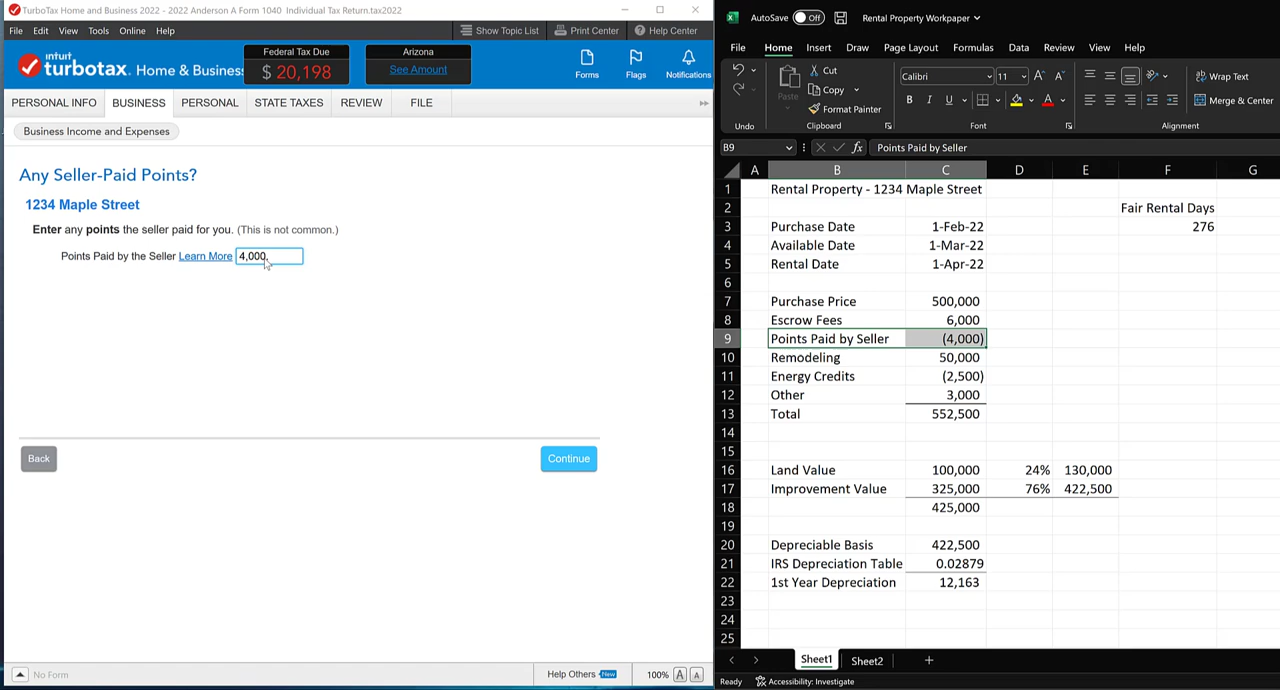 TurboTax Home and Business 2022 - 2022 Anderson A Form 1040 Individual Tax Return.tax2022
File Edit View Tools Online Help
Show Topic List Print Center Help Center
intuit
turbotax. Home & Business
Federal Tax Due
$ 20,198
Arizona
See Amount
Forms
Flags
Notifications
PERSONAL INFO BUSINESS PERSONAL STATE TAXES REVIEW FILE
Business Income and Expenses
Any Seller-Paid Points?
1234 Maple Street
Enter any points the seller paid for you. (This is not common.)
Points Paid by the Seller Learn More 4,000.
Back
Continue
No Form
Help Others New
100% A A
AutoSave Off Rental Property Workpaper
File Home Insert Draw Page Layout Formulas Data Review View Help
Undo
Paste
Cut
Copy
Format Painter
Clipboard
Calibri 11 A A
B I U A
Font
ab Wrap Text
Merge & Center
Alignment
B9 fx Points Paid by Seller
A B C D E F G
1 Rental Property - 1234 Maple Street
2 Fair Rental Days
3 Purchase Date 1-Feb-22 276
4 Available Date 1-Mar-22
5 Rental Date 1-Apr-22
6
7 Purchase Price 500,000
8 Escrow Fees 6,000
9 Points Paid by Seller (4,000)
10 Remodeling 50,000
11 Energy Credits (2,500)
12 Other 3,000
13 Total 552,500
14
15
16 Land Value 100,000 24% 130,000
17 Improvement Value 325,000 76% 422,500
18 425,000
19
20 Depreciable Basis 422,500
21 IRS Depreciation Table 0.02879
22 1st Year Depreciation 12,163
23
24
25
Sheet1 Sheet2 +
Ready Accessibility: Investigate